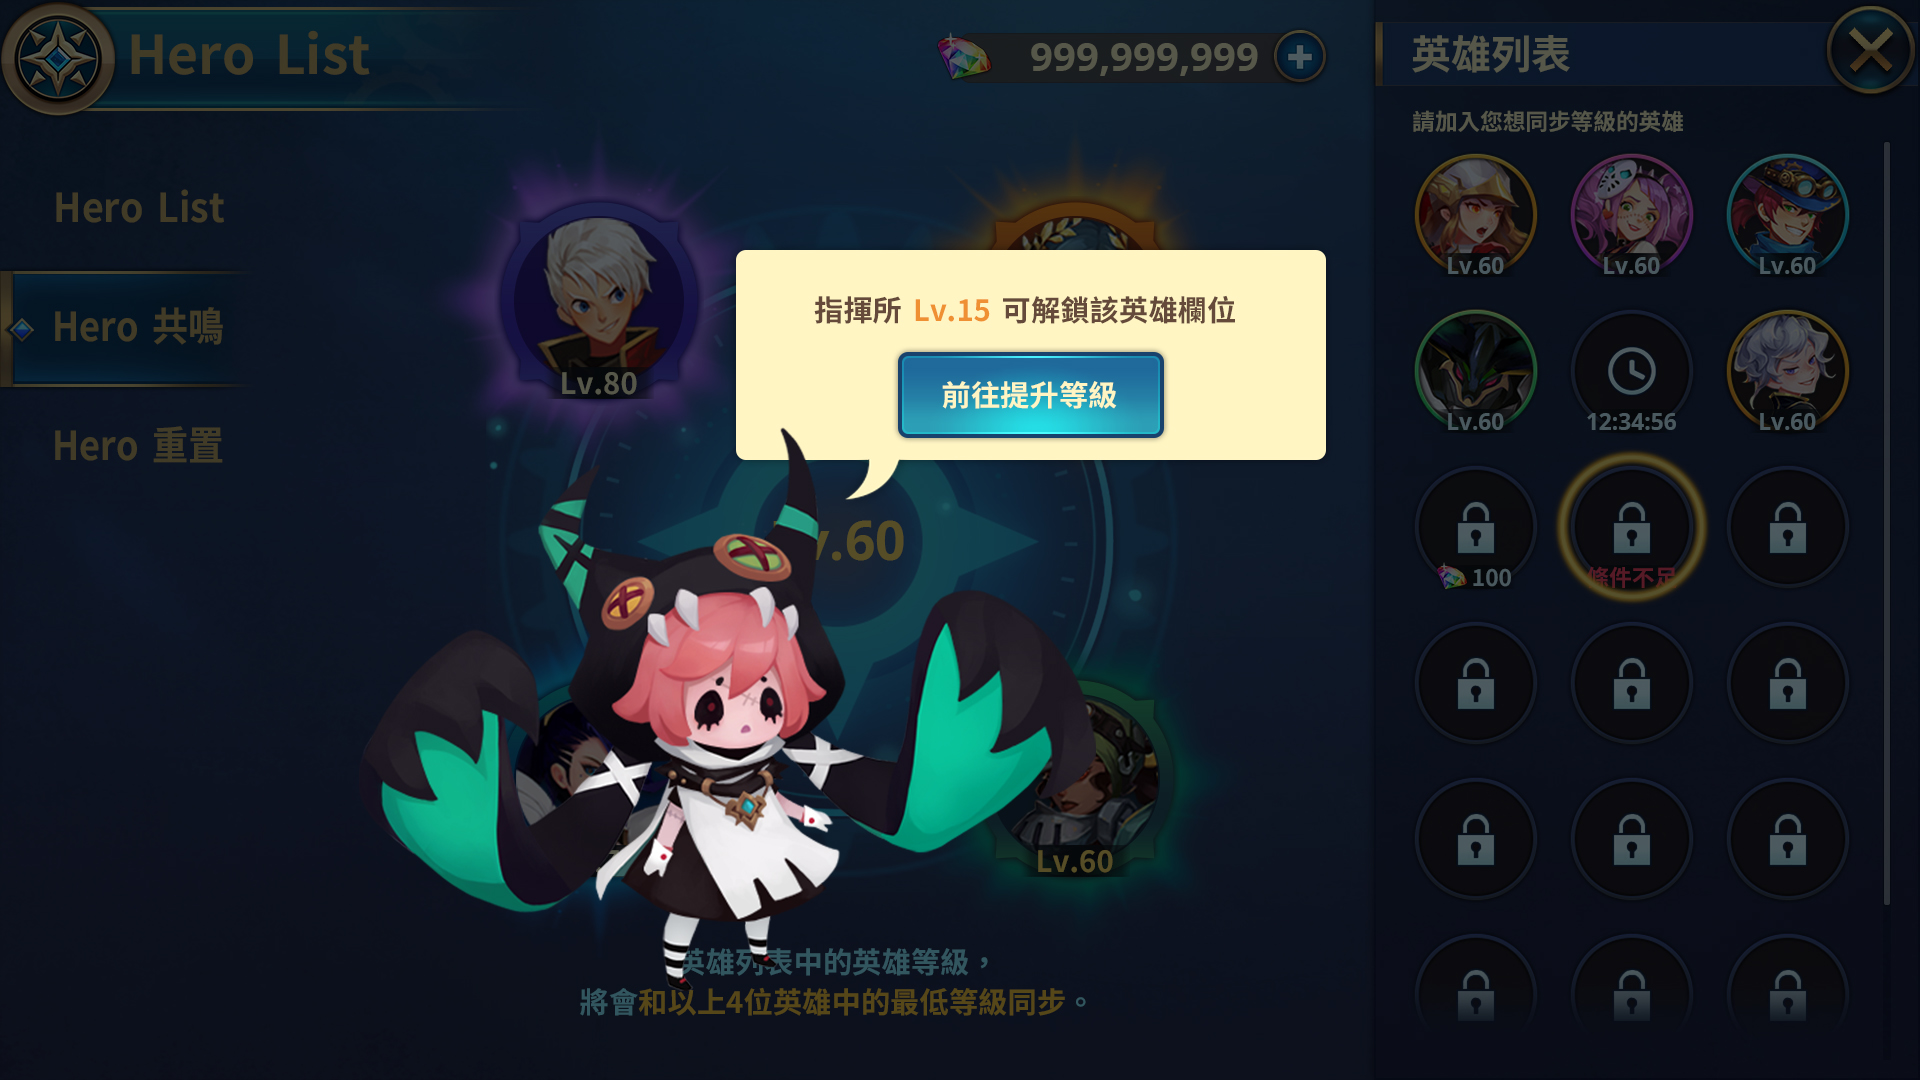 Hero List
999,999,999
英雄列表
請加入您想同步等級的英雄
Hero List
Hero 共鳴
Hero 重置
Lv.80
指揮所 Lv.15 可解鎖該英雄欄位
前往提升等級
Lv.60
Lv.60
Lv.60
Lv.60
12:34:56
Lv.60
100
條件不足
v.60
Lv.60
英雄列表中的英雄等級，
將會和以上4位英雄中的最低等級同步。